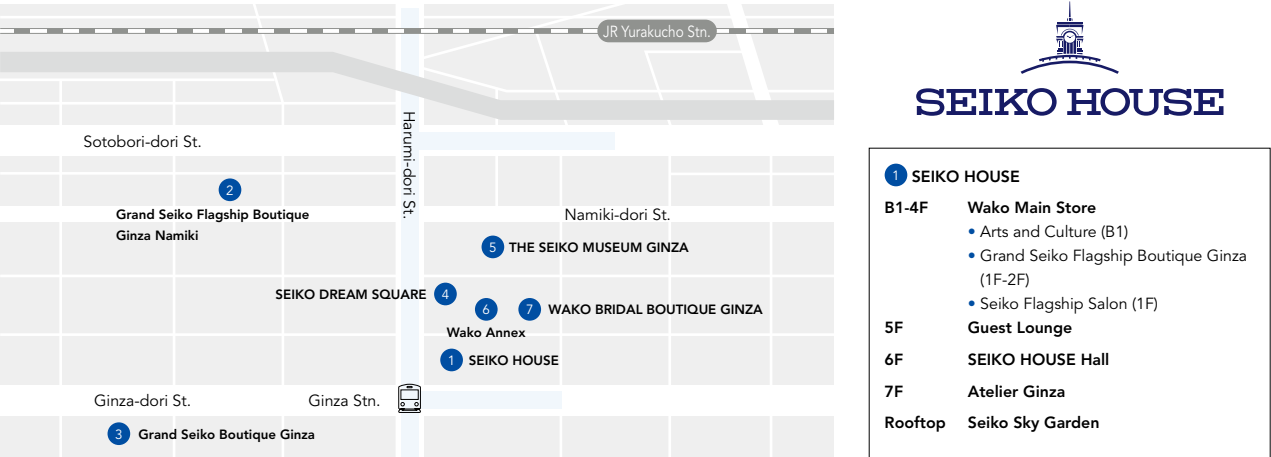 JR Yurakucho Stn.
Sotobori-dori St.
Harumi-dori St.
2
Grand Seiko Flagship Boutique
Ginza Namiki
Namiki-dori St.
5 THE SEIKO MUSEUM GINZA
SEIKO DREAM SQUARE 4
6
Wako Annex
7 WAKO BRIDAL BOUTIQUE GINZA
1 SEIKO HOUSE
Ginza-dori St.
Ginza Stn.
3 Grand Seiko Boutique Ginza
SEIKO HOUSE
1 SEIKO HOUSE
B1-4F Wako Main Store
• Arts and Culture (B1)
• Grand Seiko Flagship Boutique Ginza
(1F-2F)
• Seiko Flagship Salon (1F)
5F Guest Lounge
6F SEIKO HOUSE Hall
7F Atelier Ginza
Rooftop Seiko Sky Garden